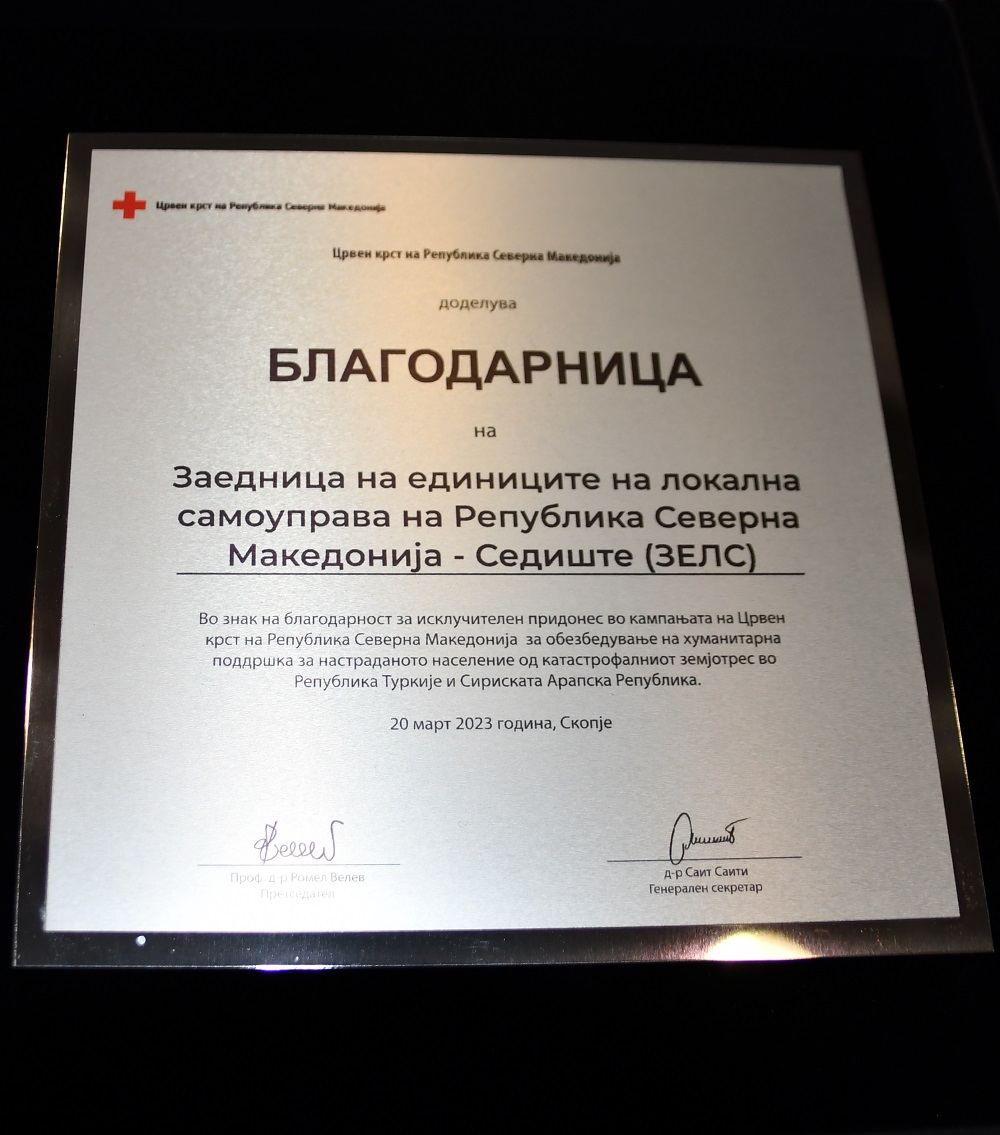 Црвен крст на Република Северна Македонија
Црвен крст на Република Северна Македонија
доделува
БЛАГОДАРНИЦА
на
Заедница на единиците на локална
самоуправа на Република Северна
Македонија - Седиште (ЗЕЛС)
Во знак на благодарност за исклучителен придонес во кампањата на Црвен
крст на Република Северна Македонија за обезбедување на хуманитарна
поддршка за настраданото население од катастрофалниот земјотрес во
Република Туркије и Сириската Арапска Република.
20 март 2023 година, Скопје
Проф. д-р Ромел Велев
Претседател
д-р Саит Саити
Генерален секретар